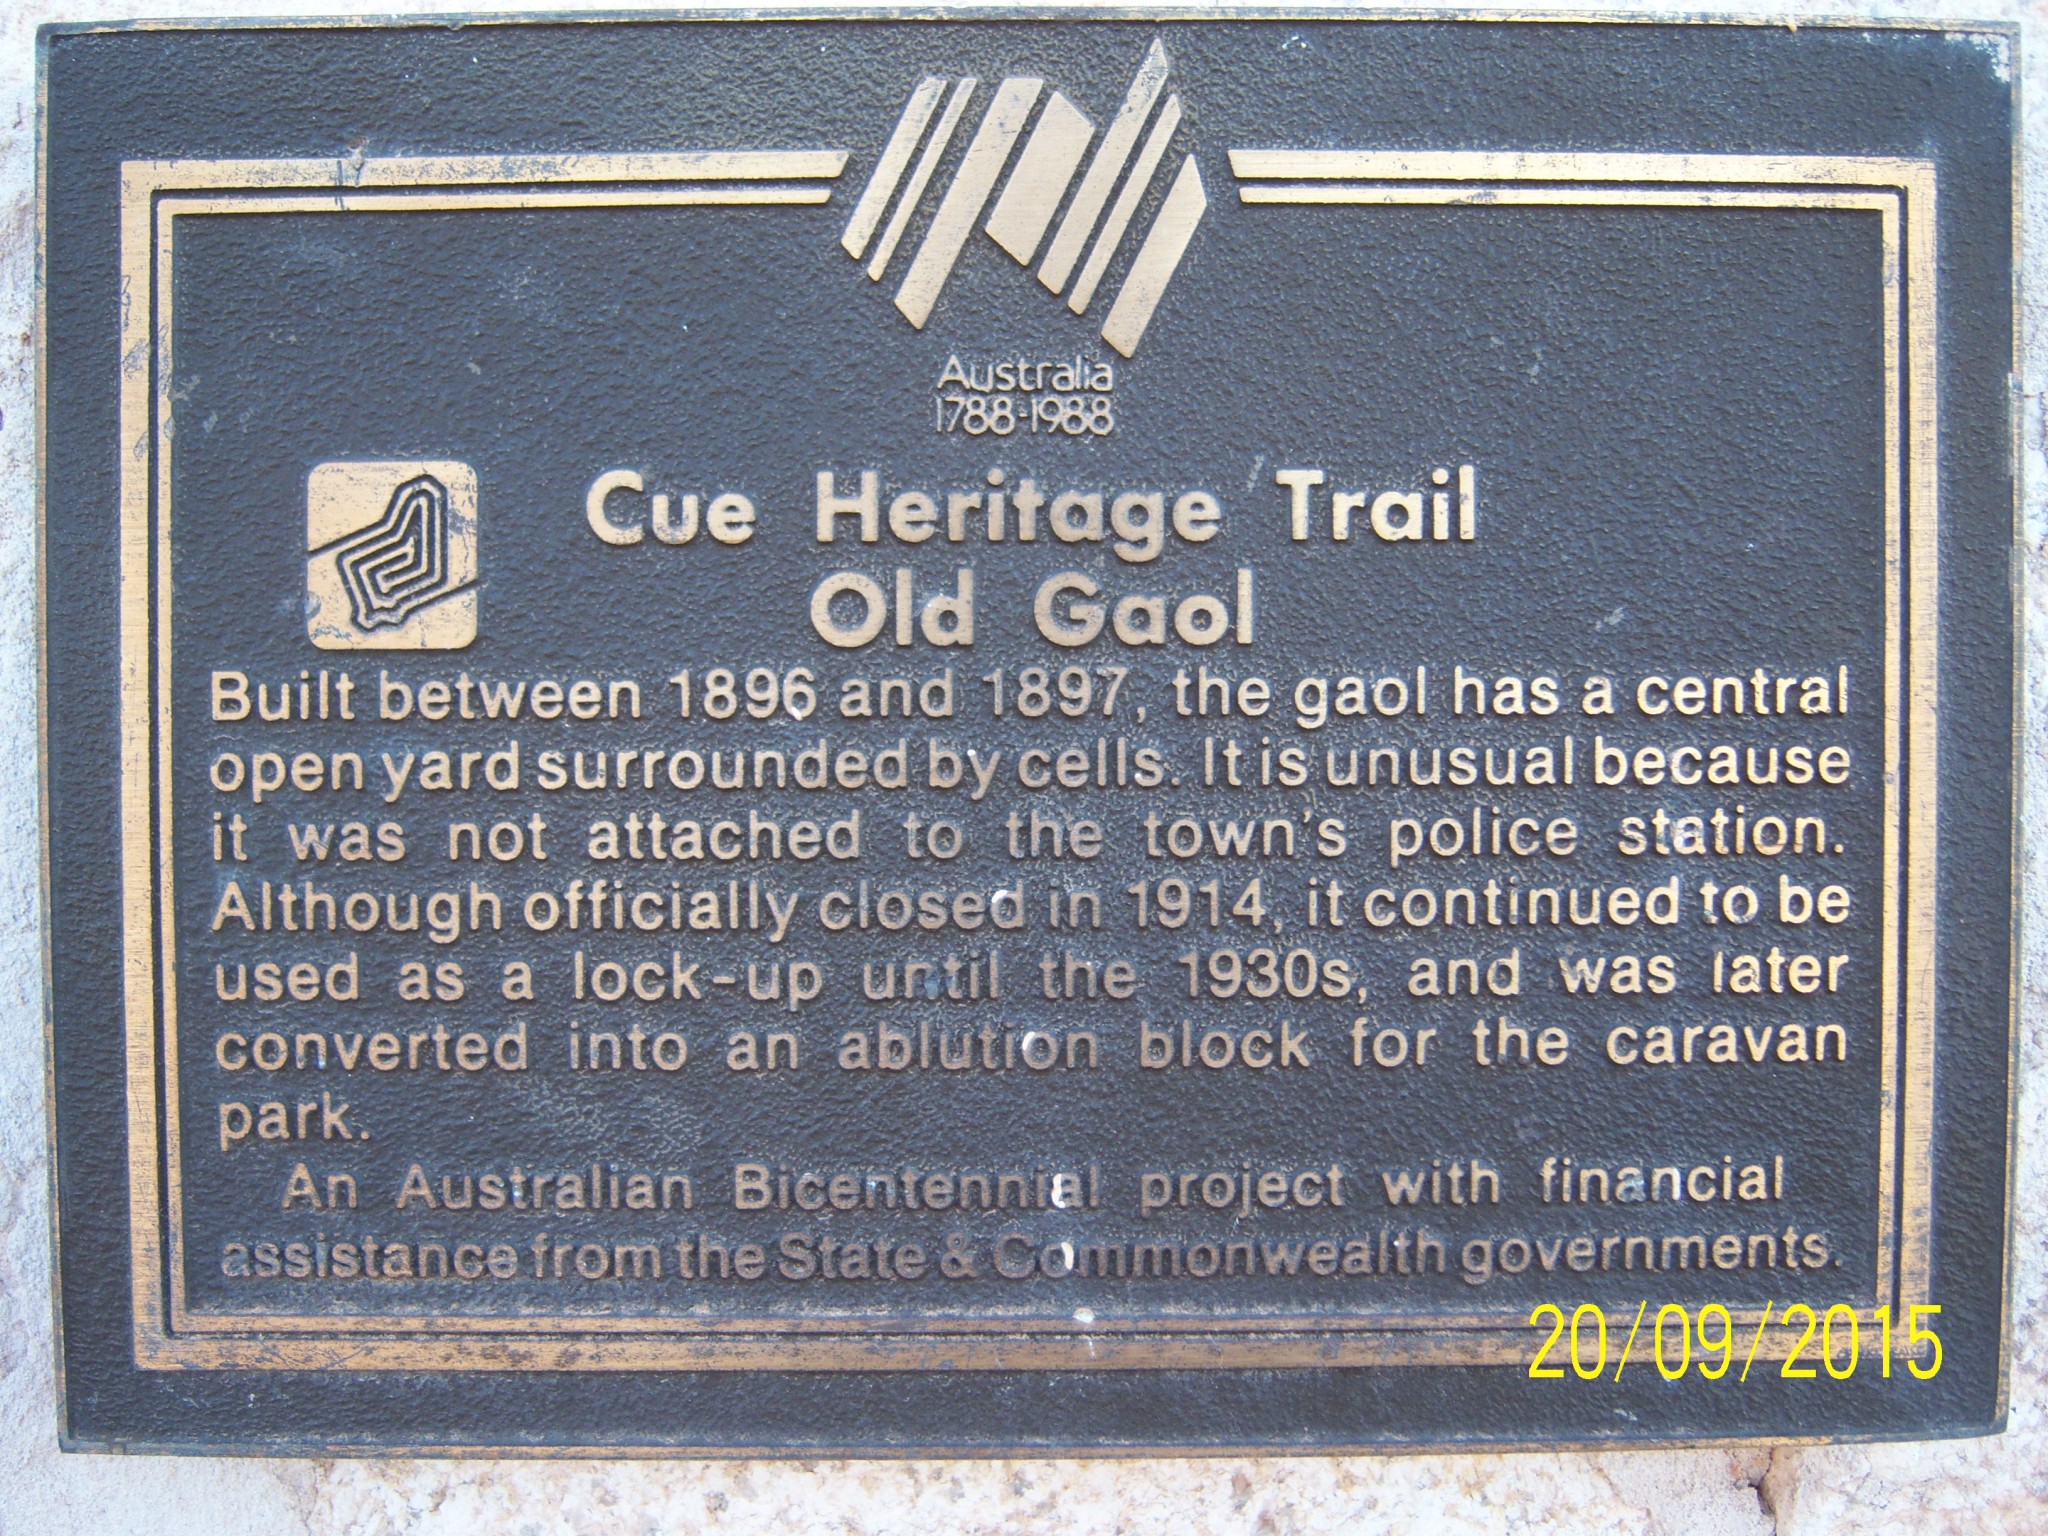 Australia
1788-1988
Cue Heritage Trail
Old Gaol
Built between 1896 and 1897, the gaol has a central
open yard surrounded by cells. It is unusual because
it was not attached to the town's police station.
Although officially closed in 1914, it continued to be
used as a lock-up until the 1930s, and was later
converted into an ablution block for the caravan
park.
An Australian Bicentennial project with financial
assistance from the State & Commonwealth governments.
20/09/2015